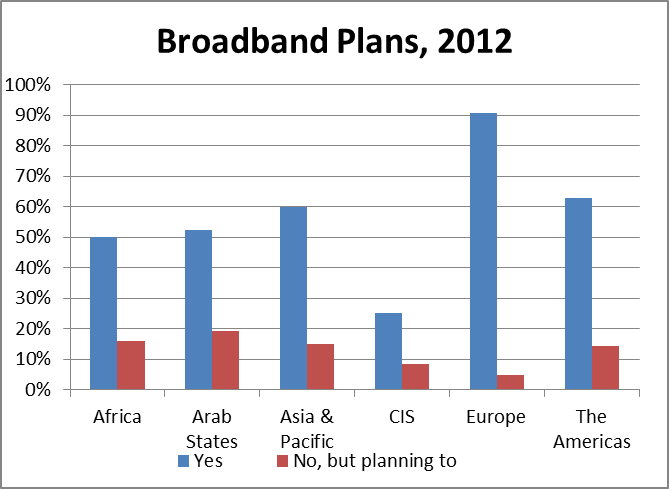 Broadband Plans, 2012
100%
90%
80%
70%
60%
50%
40%
30%
20%
10%
0%
Africa
Arab
States
Asia &
Pacific
CIS
Europe
The
Americas
Yes
No, but planning to